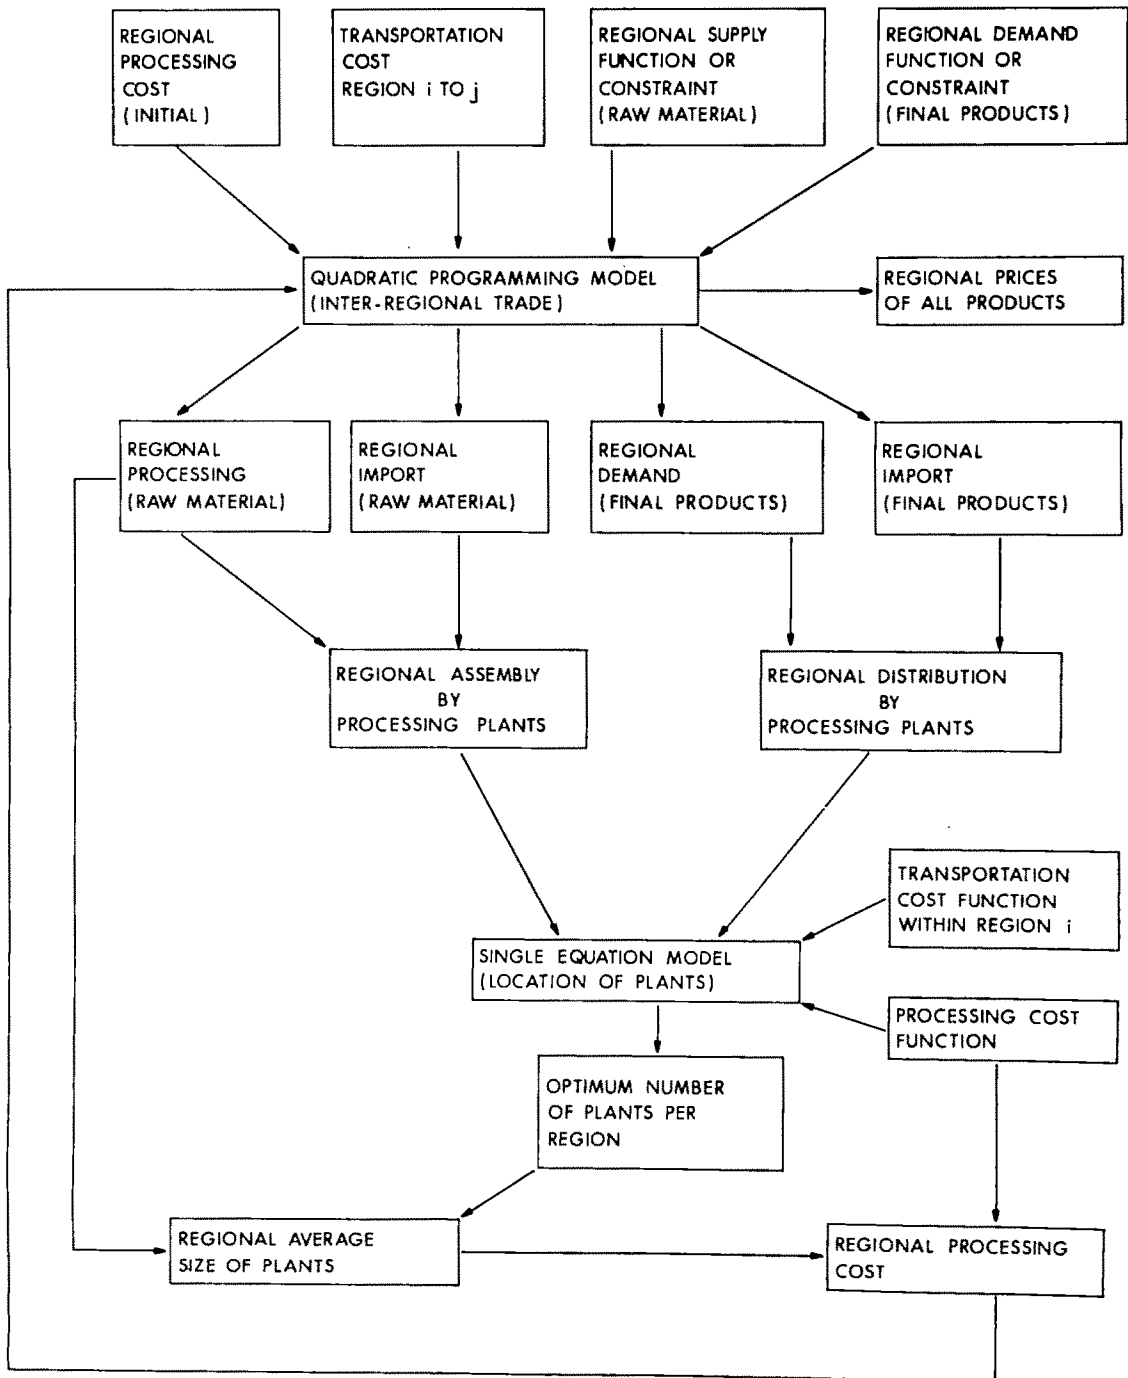 REGIONAL
PROCESSING
COST
(INITIAL)
TRANSPORTATION
COST
REGION i TO j
REGIONAL SUPPLY
FUNCTION OR
CONSTRAINT
(RAW MATERIAL)
REGIONAL DEMAND
FUNCTION OR
CONSTRAINT
(FINAL PRODUCTS)
QUADRATIC PROGRAMMING MODEL
(INTER-REGIONAL TRADE)
REGIONAL PRICES
OF ALL PRODUCTS
REGIONAL
PROCESSING
(RAW MATERIAL)
REGIONAL
IMPORT
(RAW MATERIAL)
REGIONAL
DEMAND
(FINAL PRODUCTS)
REGIONAL
IMPORT
(FINAL PRODUCTS)
REGIONAL ASSEMBLY
BY
PROCESSING PLANTS
REGIONAL DISTRIBUTION
BY
PROCESSING PLANTS
TRANSPORTATION
COST FUNCTION
WITHIN REGION i
SINGLE EQUATION MODEL
(LOCATION OF PLANTS)
PROCESSING COST
FUNCTION
OPTIMUM NUMBER
OF PLANTS PER
REGION
REGIONAL AVERAGE
SIZE OF PLANTS
REGIONAL PROCESSING
COST